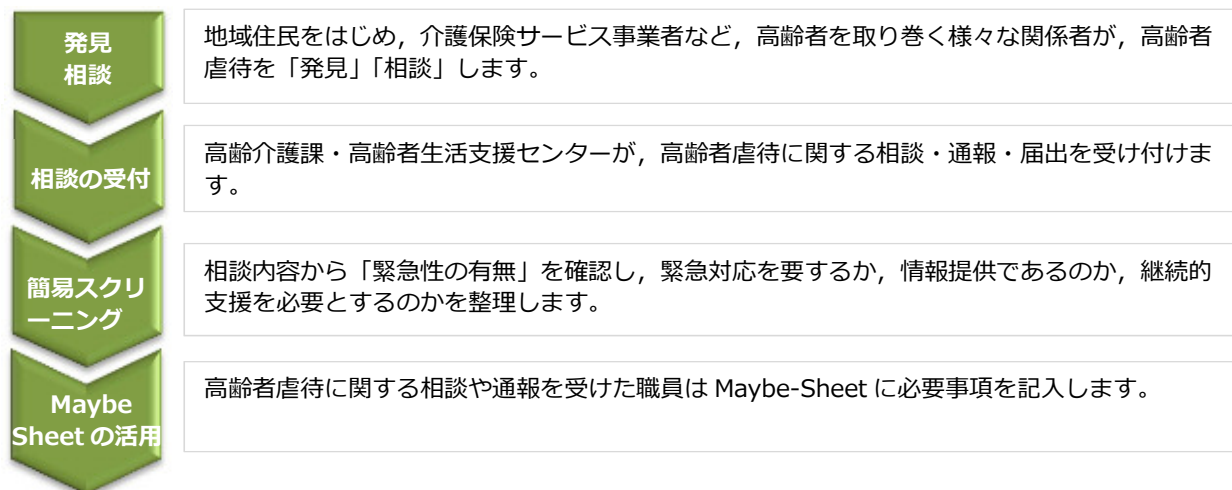 発見
相談
地域住民をはじめ，介護保険サービス事業者など，高齢者を取り巻く様々な関係者が，高齢者
虐待を「発見」「相談」します。
相談の受付
高齢介護課・高齢者生活支援センターが，高齢者虐待に関する相談・通報・届出を受け付けま
す。
簡易スクリ
ーニング
相談内容から「緊急性の有無」を確認し，緊急対応を要するか，情報提供であるのか，継続的
支援を必要とするのかを整理します。
Maybe
Sheet の活用
高齢者虐待に関する相談や通報を受けた職員は Maybe-Sheet に必要事項を記入します。